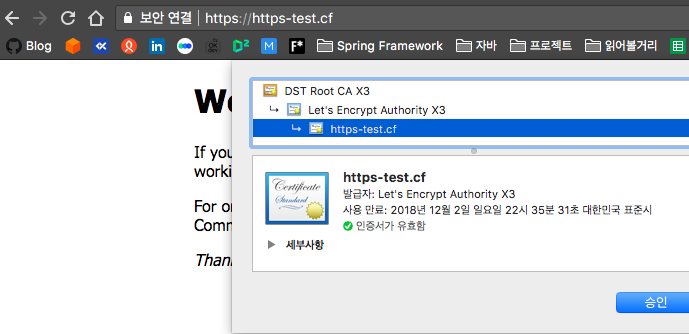 보안 연결 | https://https-test.cf
Blog Spring Framework 자바 프로젝트 읽어볼거리
DST Root CA X3
↳ Let's Encrypt Authority X3
↳ https-test.cf
We
If you
worki
For on
Comm
Thank
Certificate
Standard
https-test.cf
발급자: Let's Encrypt Authority X3
사용 만료: 2018년 12월 2일 일요일 22시 35분 31초 대한민국 표준시
인증서가 유효함
▶ 세부사항
승인